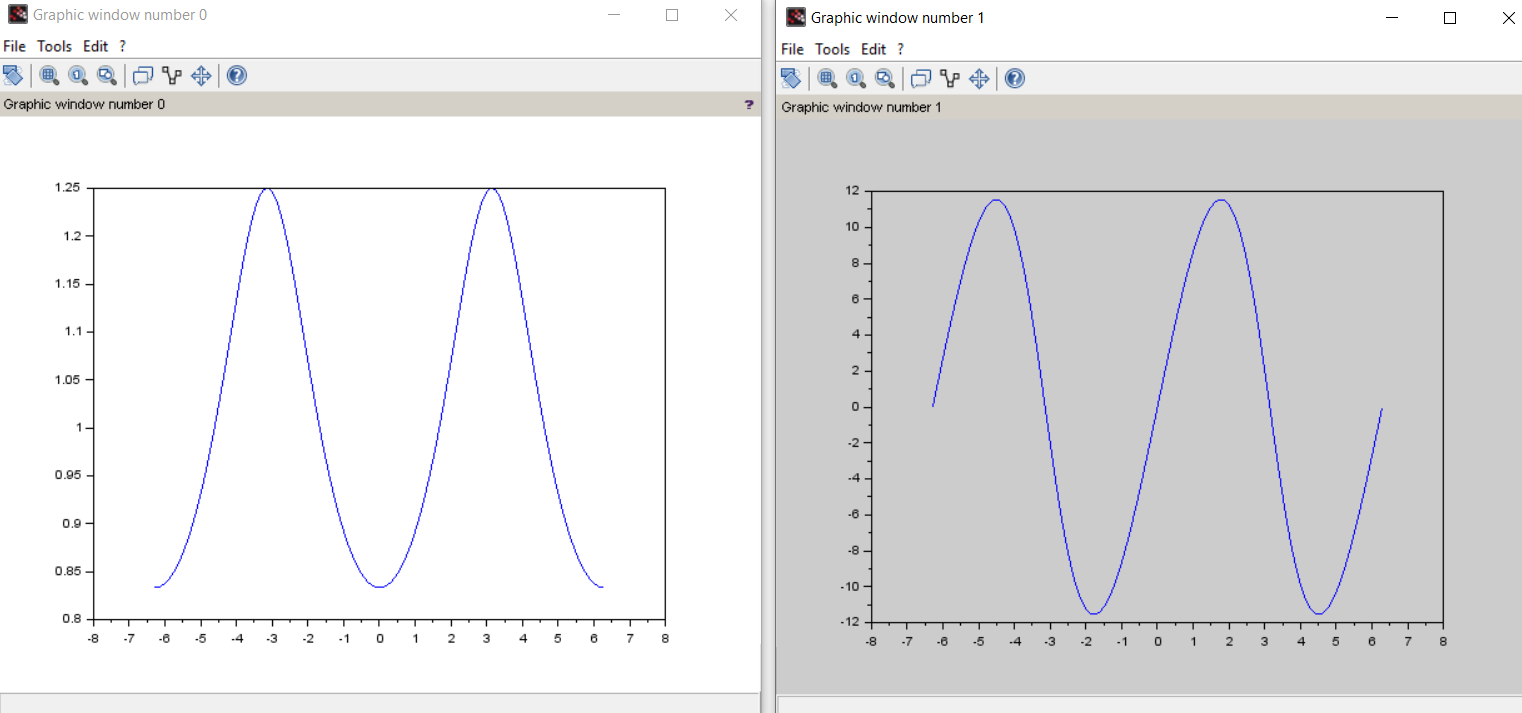 Graphic window number 0
File Tools Edit ?
Graphic window number 0 ?
1.25
1.2
1.15
1.1
1.05
1
0.95
0.9
0.85
0.8
-8 -7 -6 -5 -4 -3 -2 -1 0 1 2 3 4 5 6 7 8
Graphic window number 1
File Tools Edit ?
Graphic window number 1
12
10
8
6
4
2
0
-2
-4
-6
-8
-10
-12
-8 -7 -6 -5 -4 -3 -2 -1 0 1 2 3 4 5 6 7 8